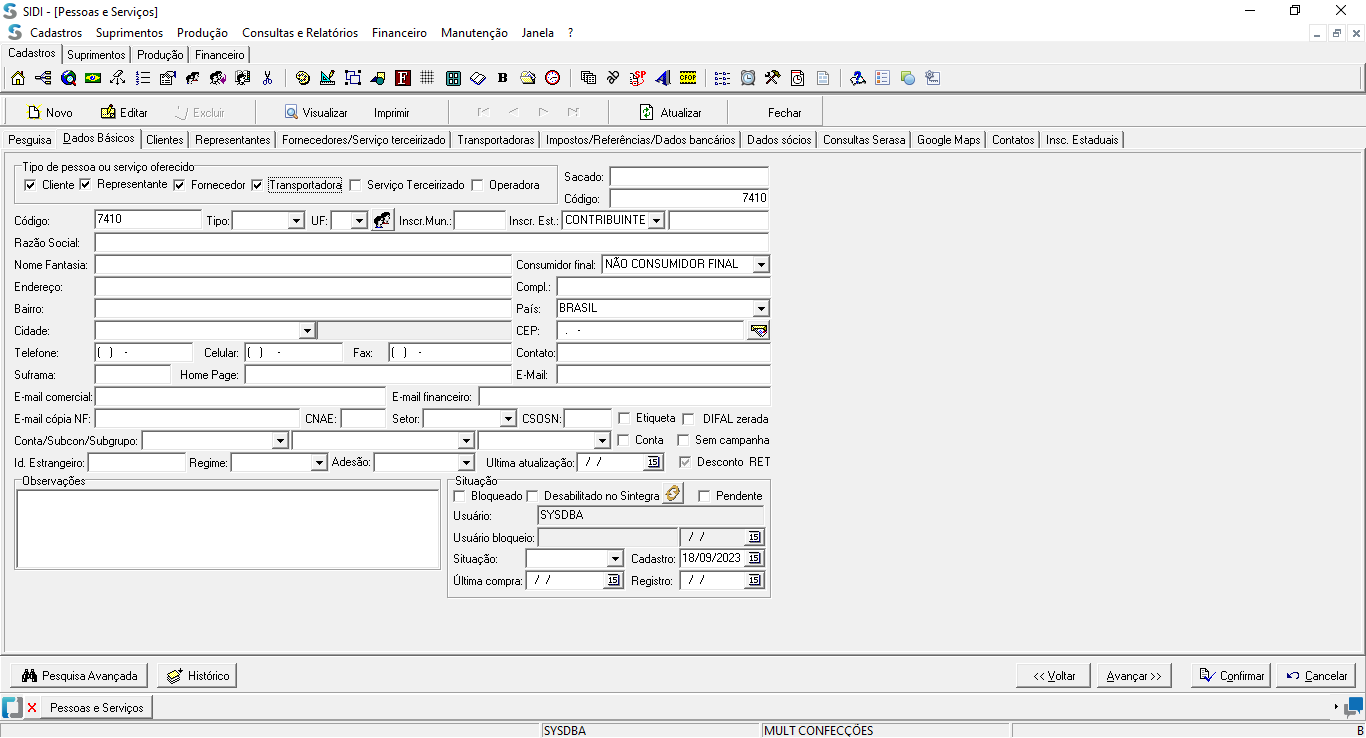 SIDI - [Pessoas e Serviços]
Cadastros Suprimentos Produção Consultas e Relatórios Financeiro Manutenção Janela ?
Cadastros Suprimentos Produção Financeiro
F B SP CFOP
Novo Editar Excluir Visualizar Imprimir Atualizar Fechar
Pesquisa Dados Básicos Clientes Representantes Fornecedores/Serviço terceirizado Transportadoras Impostos/Referências/Dados bancários Dados sócios Consultas Serasa Google Maps Contatos Insc. Estaduais
Tipo de pessoa ou serviço oferecido
Cliente Representante Fornecedor Transportadora Serviço Terceirizado Operadora
Sacado:
Código: 7410
Código: 7410 Tipo: UF: Inscr.Mun.: Inscr. Est.: CONTRIBUINTE
Razão Social:
Nome Fantasia: Consumidor final: NÃO CONSUMIDOR FINAL
Endereço: Compl.:
Bairro: País: BRASIL
Cidade: CEP: . -
Telefone: ( ) - Celular: ( ) - Fax: ( ) - Contato:
Suframa: Home Page: E-Mail:
E-mail comercial: E-mail financeiro:
E-mail cópia NF: CNAE: Setor: CSOSN: Etiqueta DIFAL zerada
Conta/Subcon/Subgrupo: Conta Sem campanha
Id. Estrangeiro: Regime: Adesão: Ultima atualização: / / 15 Desconto RET
Observações
Situação
Bloqueado Desabilitado no Sintegra Pendente
Usuário: SYSDBA
Usuário bloqueio: / / 15
Situação: Cadastro: 18/09/2023 15
Última compra: / / 15 Registro: / / 15
Pesquisa Avançada Histórico << Voltar Avançar >> Confirmar Cancelar
Pessoas e Serviços
SYSDBA MULT CONFECÇÕES B